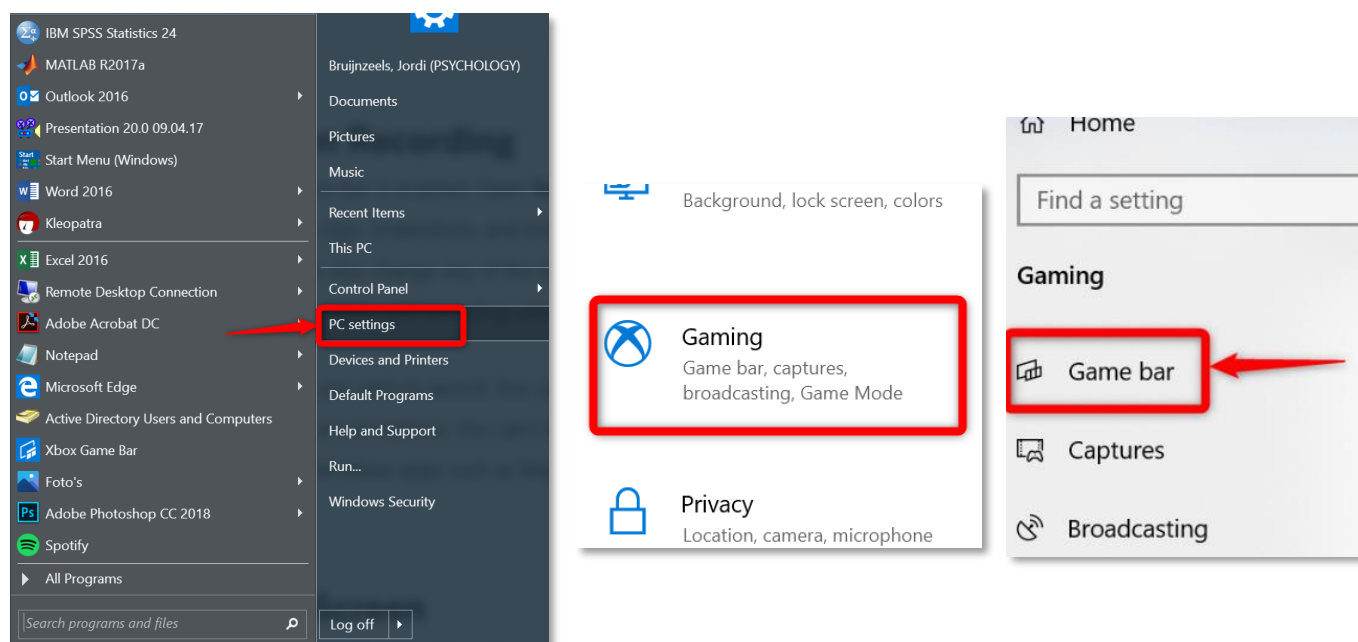 IBM SPSS Statistics 24
MATLAB R2017a
Outlook 2016
Presentation 20.0 09.04.17
Start Menu (Windows)
Word 2016
Kleopatra
Excel 2016
Remote Desktop Connection
Adobe Acrobat DC
Notepad
Microsoft Edge
Active Directory Users and Computers
Xbox Game Bar
Foto's
Adobe Photoshop CC 2018
Spotify
All Programs
Search programs and files
Bruijnzeels, Jordi (PSYCHOLOGY)
Documents
Pictures
Music
Recent Items
This PC
Control Panel
PC settings
Devices and Printers
Default Programs
Help and Support
Run...
Windows Security
Log off
Background, lock screen, colors
Gaming
Game bar, captures,
broadcasting, Game Mode
Privacy
Location, camera, microphone
Home
Find a setting
Gaming
Game bar
Captures
Broadcasting